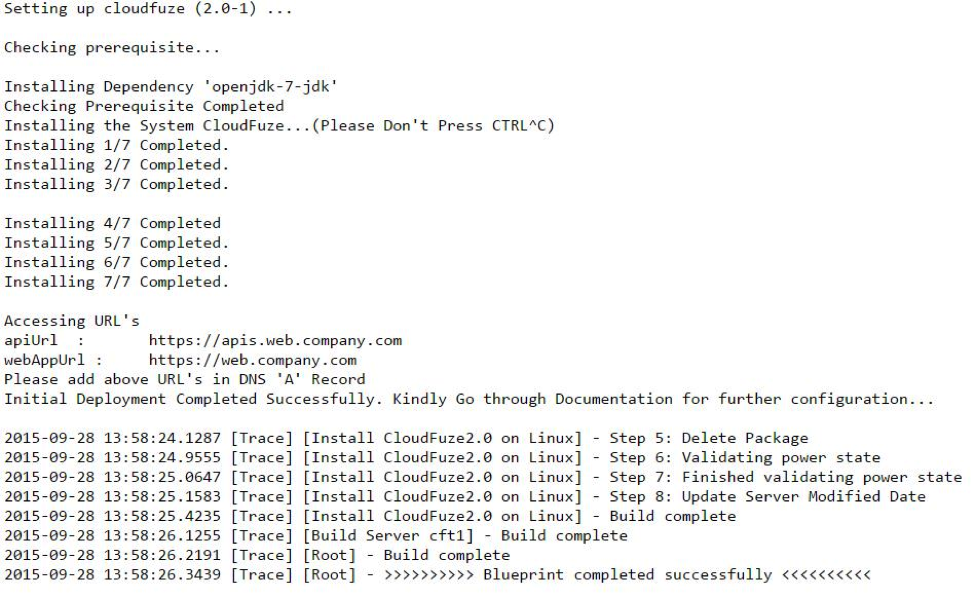 Setting up cloudfuze (2.0-1) ...
Checking prerequisite...
Installing Dependency 'openjdk-7-jdk'
Checking Prerequisite Completed
Installing the System CloudFuze...(Please Don't Press CTRL^C)
Installing 1/7 Completed.
Installing 2/7 Completed.
Installing 3/7 Completed.
Installing 4/7 Completed
Installing 5/7 Completed.
Installing 6/7 Completed.
Installing 7/7 Completed.
Accessing URL's
apiUrl  :       https://apis.web.company.com
webAppUrl :     https://web.company.com
Please add above URL's in DNS 'A' Record
Initial Deployment Completed Successfully. Kindly Go through Documentation for further configuration...
2015-09-28 13:58:24.1287 [Trace] [Install CloudFuze2.0 on Linux] - Step 5: Delete Package
2015-09-28 13:58:24.9555 [Trace] [Install CloudFuze2.0 on Linux] - Step 6: Validating power state
2015-09-28 13:58:25.0647 [Trace] [Install CloudFuze2.0 on Linux] - Step 7: Finished validating power state
2015-09-28 13:58:25.1583 [Trace] [Install CloudFuze2.0 on Linux] - Step 8: Update Server Modified Date
2015-09-28 13:58:25.4235 [Trace] [Install CloudFuze2.0 on Linux] - Build complete
2015-09-28 13:58:26.1255 [Trace] [Build Server cft1] - Build complete
2015-09-28 13:58:26.2191 [Trace] [Root] - Build complete
2015-09-28 13:58:26.3439 [Trace] [Root] - >>>>>>>>>> Blueprint completed successfully <<<<<<<<<<